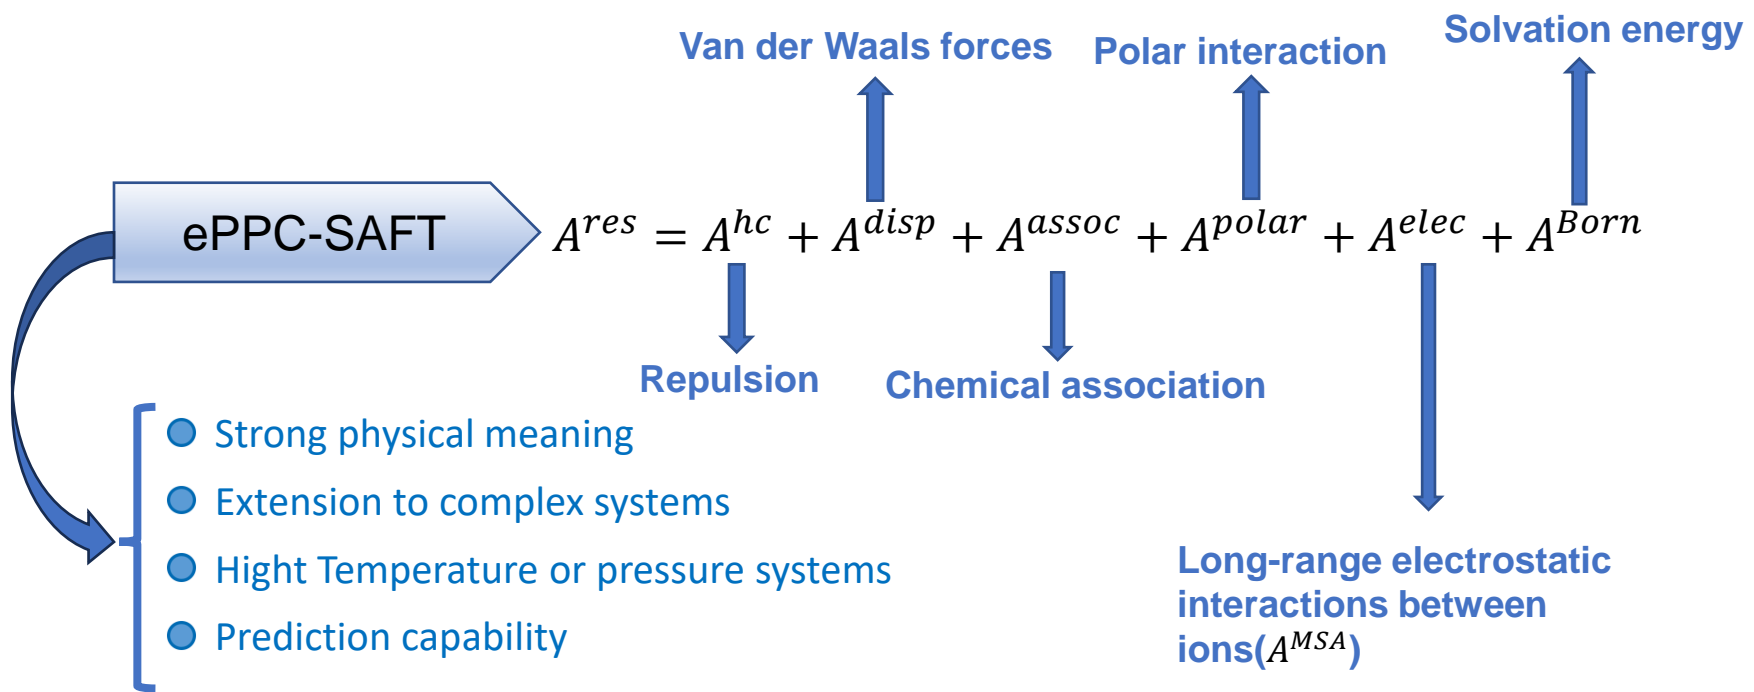 Van der Waals forces
Polar interaction
Solvation energy
ePPC-SAFT
A^{res} = A^{hc} + A^{disp} + A^{assoc} + A^{polar} + A^{elec} + A^{Born}
Repulsion
Chemical association
Strong physical meaning
Extension to complex systems
Hight Temperature or pressure systems
Prediction capability
Long-range electrostatic
interactions between
ions(A^{MSA})